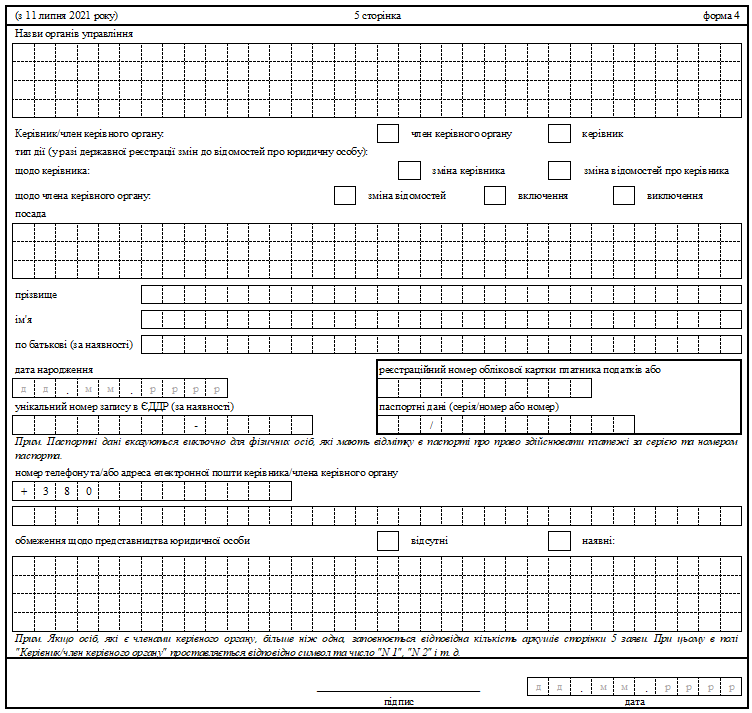 (з 11 липня 2021 року) 5 сторінка форма 4
Назви органів управління
Керівник/член керівного органу: член керівного органу керівник
тип дії (у разі державної реєстрації змін до відомостей про юридичну особу):
щодо керівника: зміна керівника зміна відомостей про керівника
щодо члена керівного органу: зміна відомостей включення виключення
посада
прізвище
ім'я
по батькові (за наявності)
дата народження реєстраційний номер облікової картки платника податків або
д д . м м . р р р р
унікальний номер запису в ЄДДР (за наявності) паспортні дані (серія/номер або номер)
- /
Прим. Паспортні дані вказуються виключно для фізичних осіб, які мають відмітку в паспорті про право здійснювати платежі за серією та номером
паспорта.
номер телефону та/або адреса електронної пошти керівника/члена керівного органу
+ 3 8 0
обмеження щодо представництва юридичної особи відсутні наявні:
Прим. Якщо осіб, які є членами керівного органу, більше ніж одна, заповнюється відповідна кількість аркушів сторінки 5 заяви. При цьому в полі
"Керівник/член керівного органу" проставляється відповідно символ та число "N 1", "N 2" і т. д.
д д . м м . р р р р
підпис дата